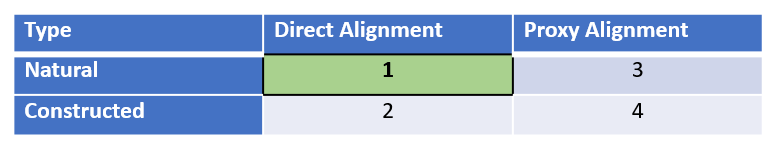 Type Direct Alignment Proxy Alignment
Natural 1 3
Constructed 2 4